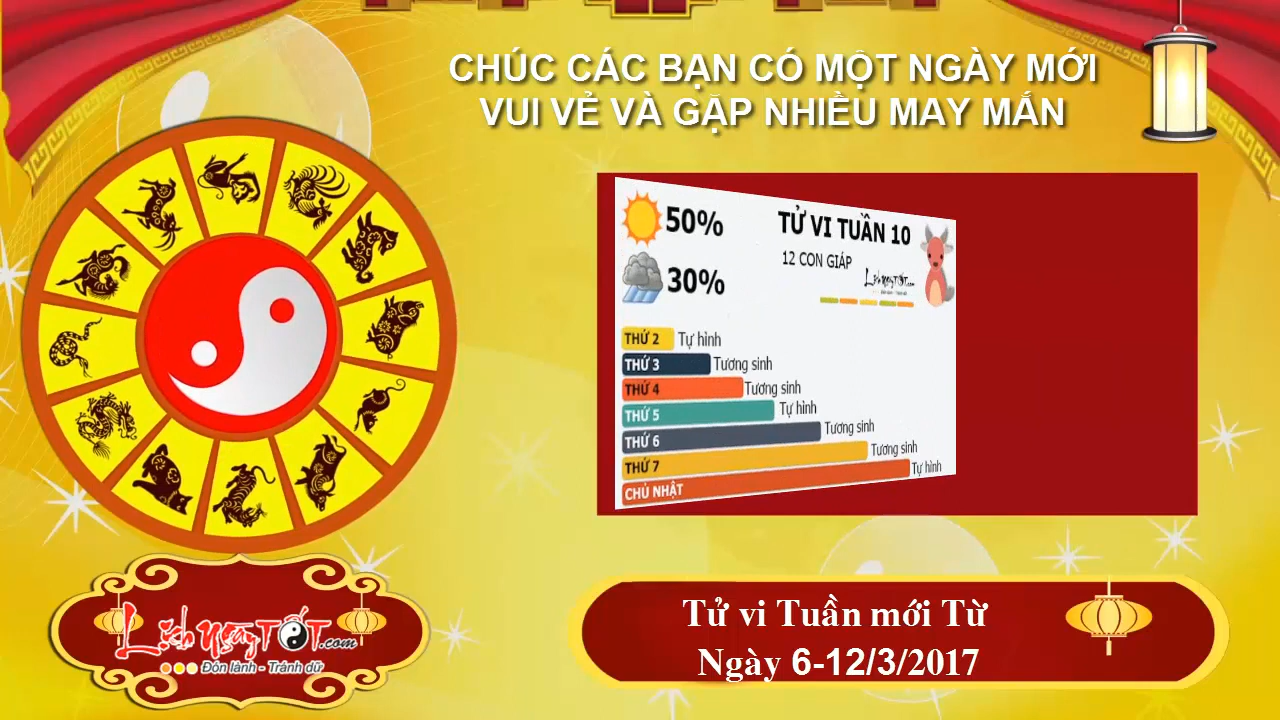 CHÚC CÁC BẠN CÓ MỘT NGÀY MỚI
VUI VẺ VÀ GẶP NHIỀU MAY MẮN
50%
30%
TỬ VI TUẦN 10
12 CON GIÁP
LịchNgàyTỐT.com
THỨ 2 Tự hình
THỨ 3 Tương sinh
THỨ 4 Tương sinh
THỨ 5 Tự hình
THỨ 6 Tương sinh
THỨ 7 Tương sinh
CHỦ NHẬT Tự hình
LịchNgàyTỐT.com
Đón lành - Tránh dữ
Tử vi Tuần mới Từ
Ngày 6-12/3/2017